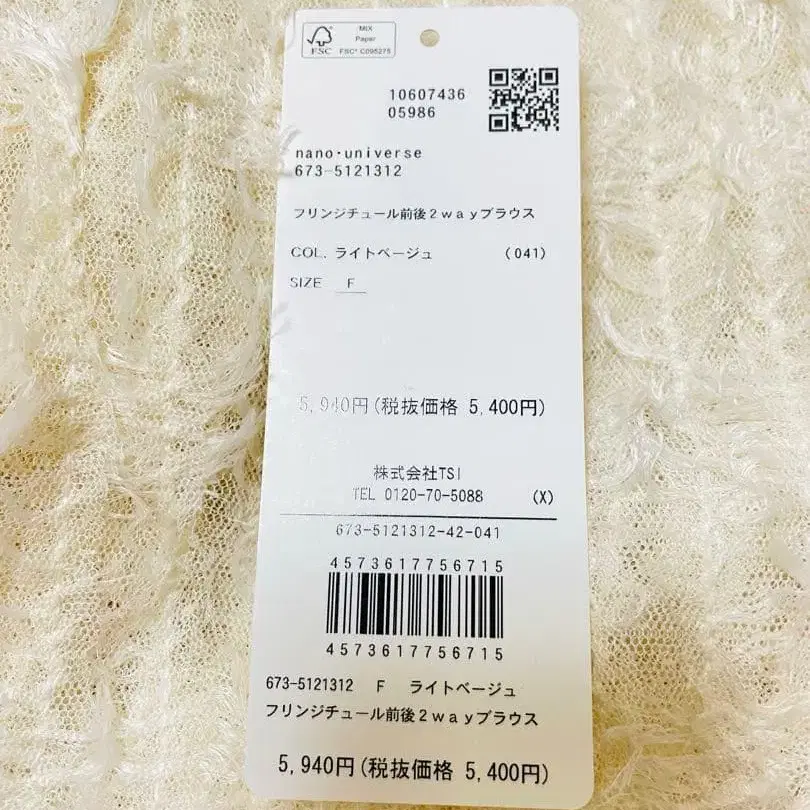 MIX
Paper
FSC
FSC® C095275
10607436
05986
nano・universe
673-5121312
フリンジチュール前後2wayブラウス
COL. ライトベージュ (041)
SIZE F
5,940円(税抜価格 5,400円)
株式会社TSI
TEL 0120-70-5088 (X)
673-5121312-42-041
4573617756715
4573617756715
673-5121312 F ライトベージュ
フリンジチュール前後2wayブラウス
5,940円(税抜価格 5,400円)